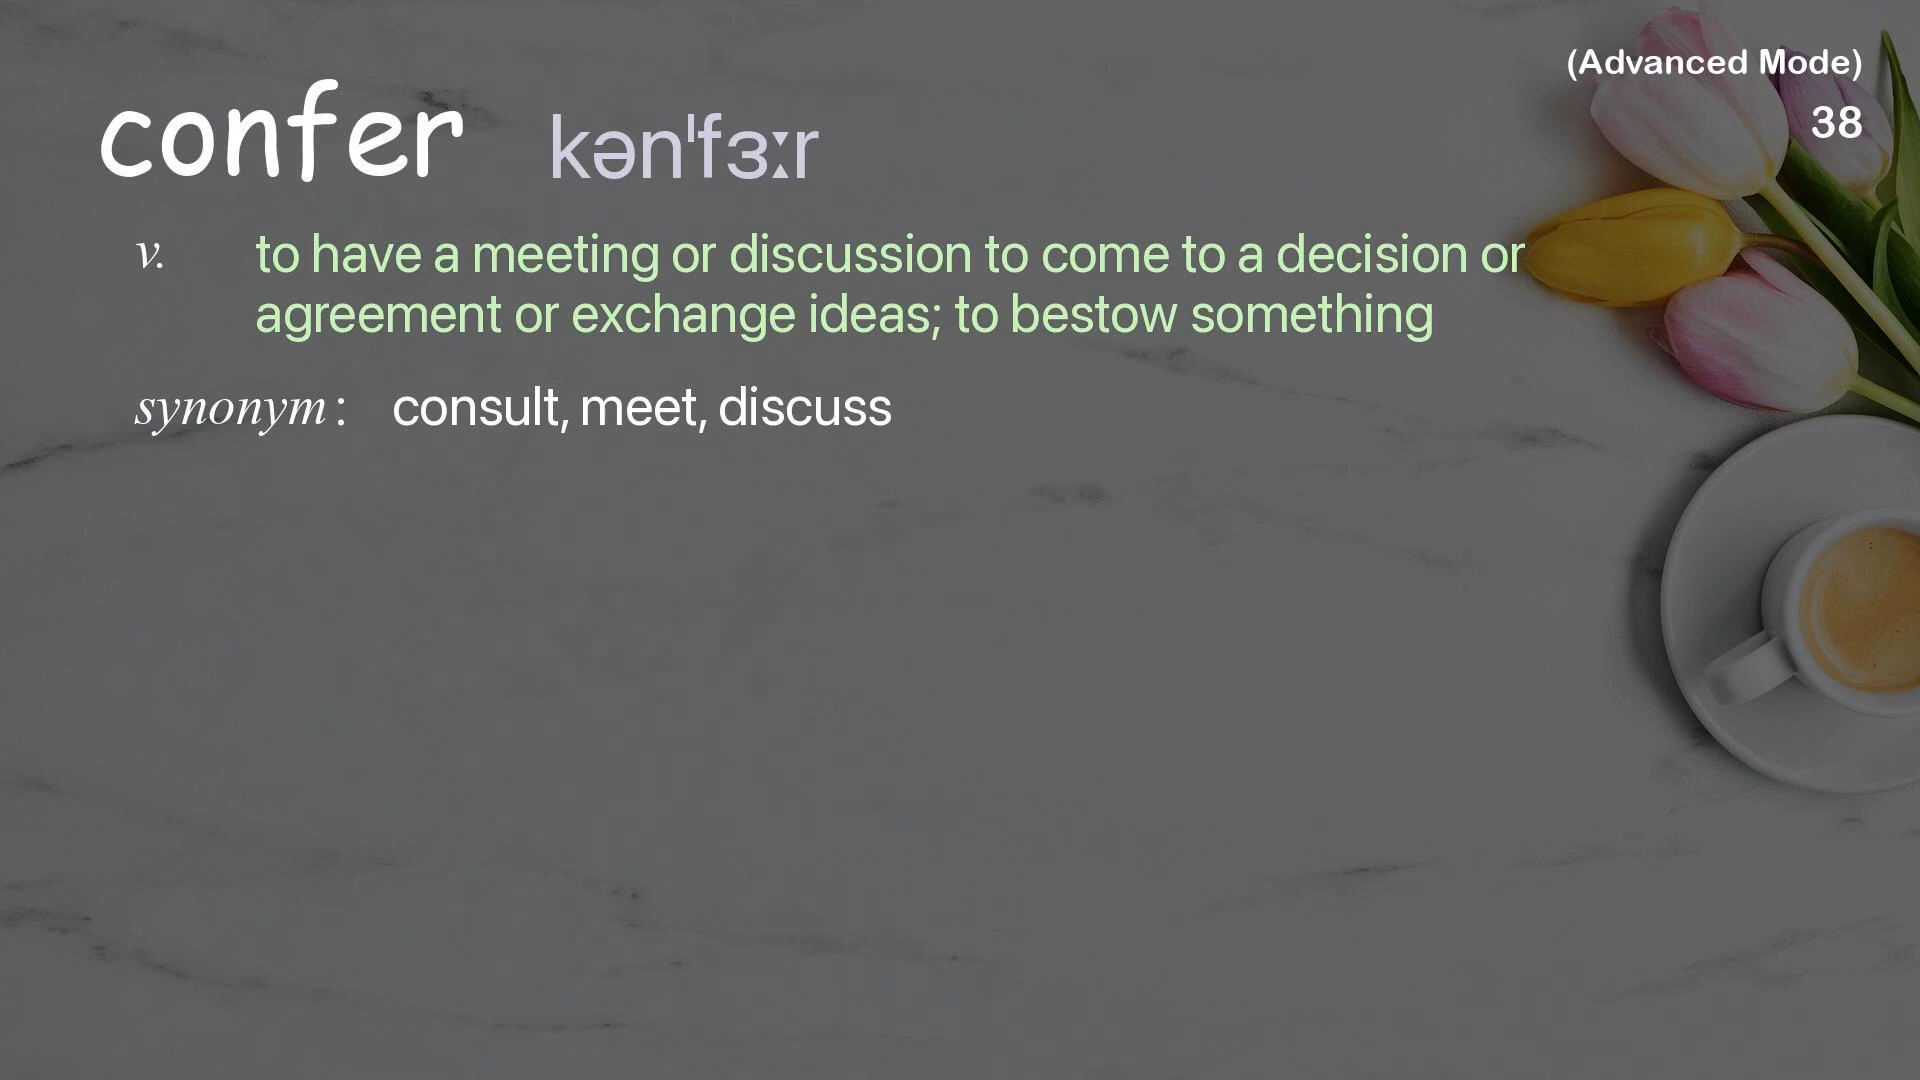 (Advanced Mode)
38
confer kənˈfɜːr
v. to have a meeting or discussion to come to a decision or
agreement or exchange ideas; to bestow something
synonym : consult, meet, discuss